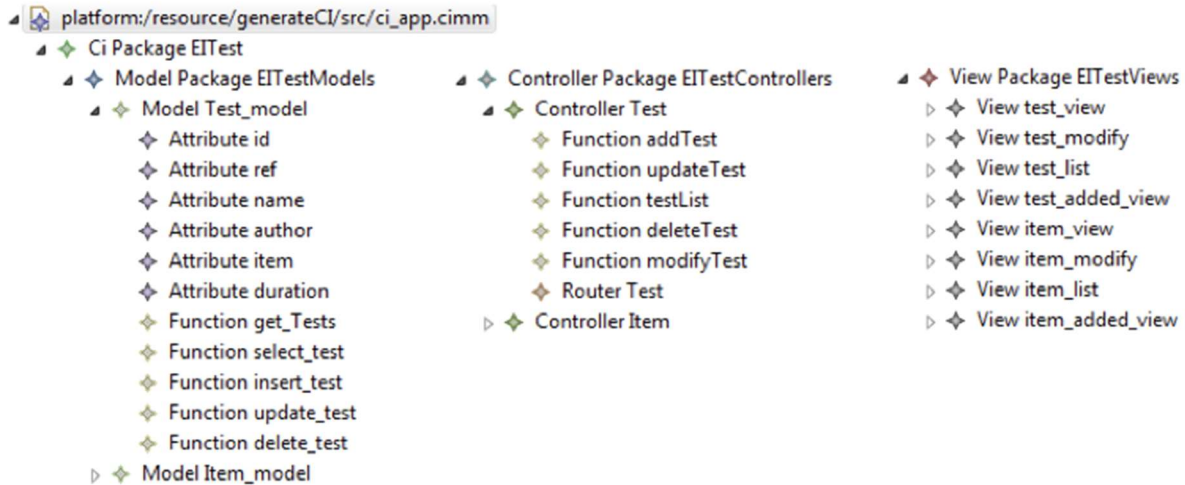 platform:/resource/generateCI/src/ci_app.cimm
Ci Package EITest
Model Package EITestModels
Model Test_model
Attribute id
Attribute ref
Attribute name
Attribute author
Attribute item
Attribute duration
Function get_Tests
Function select_test
Function insert_test
Function update_test
Function delete_test
Model Item_model
Controller Package EITestControllers
Controller Test
Function addTest
Function updateTest
Function testList
Function deleteTest
Function modifyTest
Router Test
Controller Item
View Package EITestViews
View test_view
View test_modify
View test_list
View test_added_view
View item_view
View item_modify
View item_list
View item_added_view